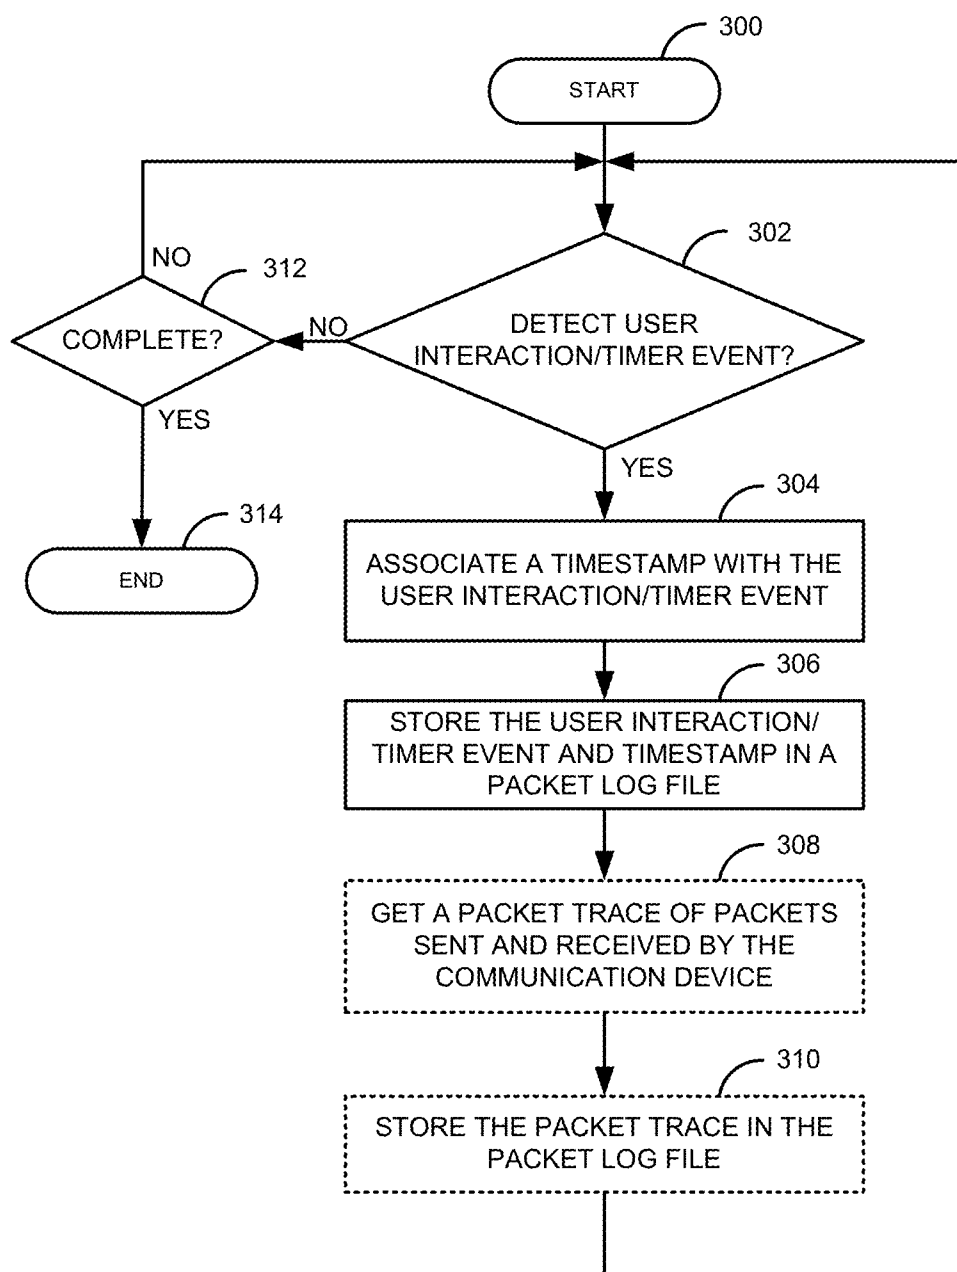 300
START
302
NO
312
COMPLETE?
NO
DETECT USER
INTERACTION/TIMER EVENT?
YES
YES
304
314
END
ASSOCIATE A TIMESTAMP WITH THE
USER INTERACTION/TIMER EVENT
306
STORE THE USER INTERACTION/
TIMER EVENT AND TIMESTAMP IN A
PACKET LOG FILE
308
GET A PACKET TRACE OF PACKETS
SENT AND RECEIVED BY THE
COMMUNICATION DEVICE
310
STORE THE PACKET TRACE IN THE
PACKET LOG FILE